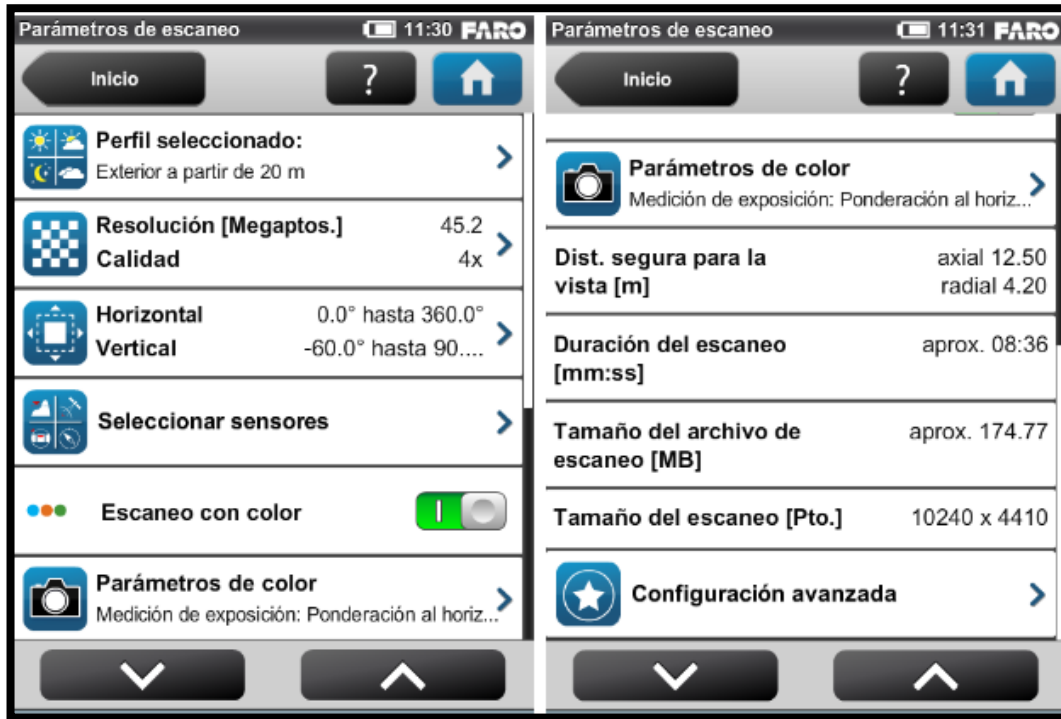 Parámetros de escaneo 11:30 FARO
Inicio ?
Perfil seleccionado:
Exterior a partir de 20 m
Resolución [Megaptos.] 45.2
Calidad 4x
Horizontal 0.0° hasta 360.0°
Vertical -60.0° hasta 90....
Seleccionar sensores
Escaneo con color
Parámetros de color
Medición de exposición: Ponderación al horiz...
Parámetros de escaneo 11:31 FARO
Inicio ?
Parámetros de color
Medición de exposición: Ponderación al horiz...
Dist. segura para la axial 12.50
vista [m] radial 4.20
Duración del escaneo aprox. 08:36
[mm:ss]
Tamaño del archivo de aprox. 174.77
escaneo [MB]
Tamaño del escaneo [Pto.] 10240 x 4410
Configuración avanzada